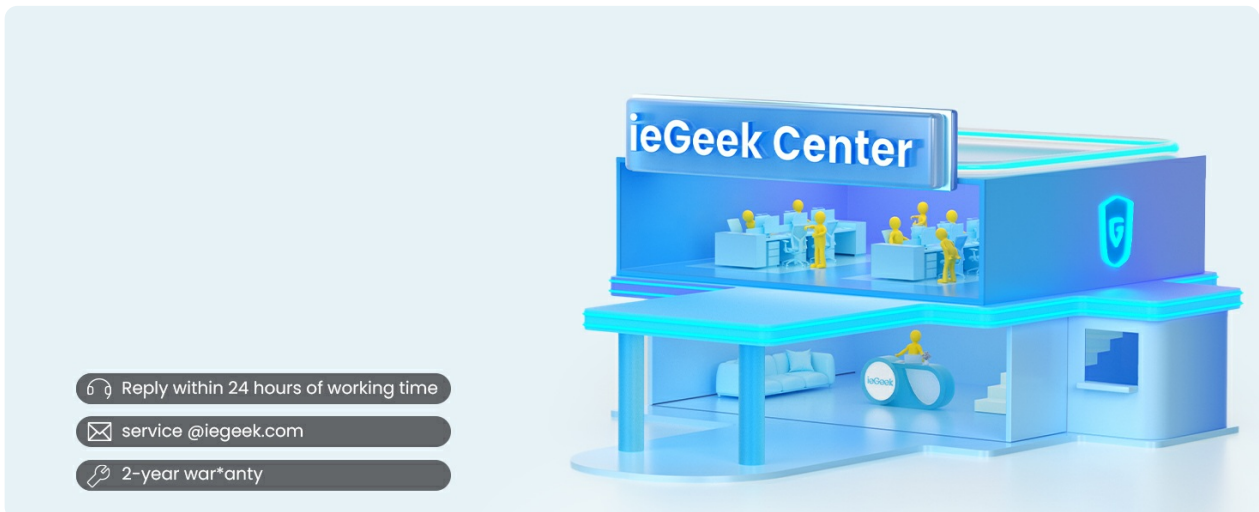 ieGeek Center
G
ieGeek
Reply within 24 hours of working time
service @iegeek.com
2-year war*anty